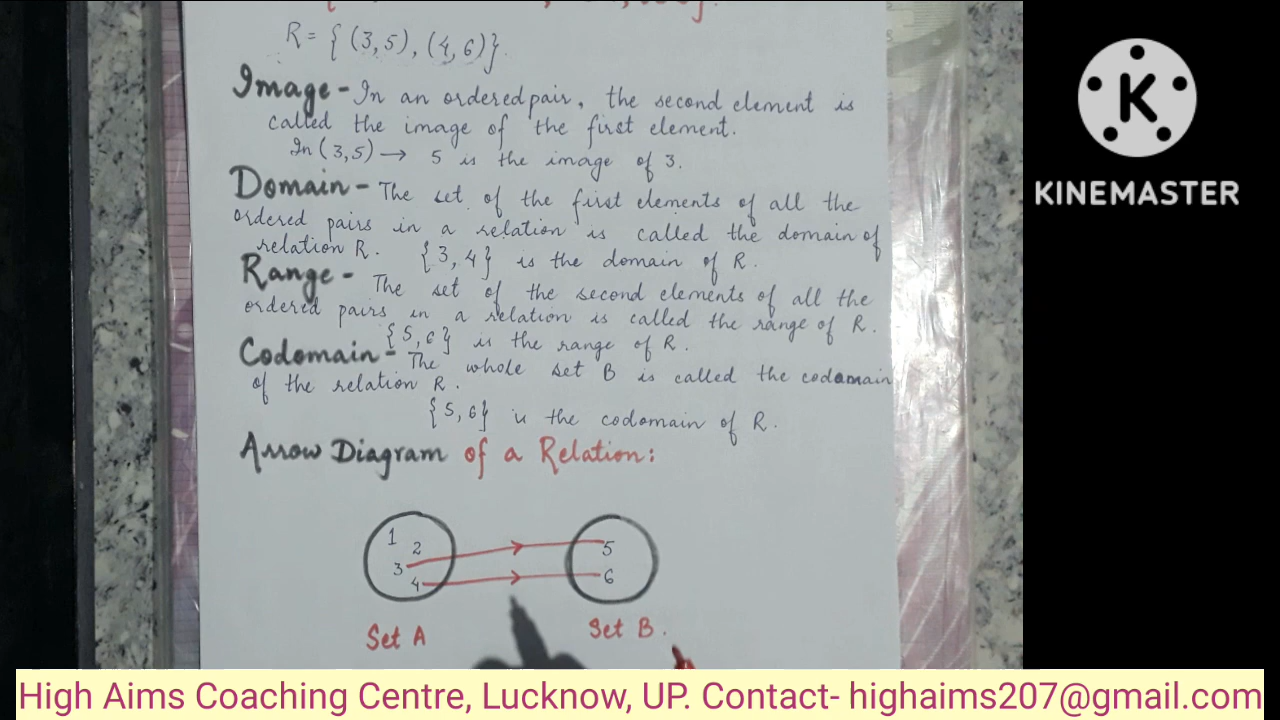 R = { (3,5), (4,6)}.
Image - In an ordered pair, the second element is
called the image of the first element.
In (3,5) → 5 is the image of 3.
Domain - The set of the first elements of all the
ordered pairs in a relation is called the domain of
relation R. {3,4} is the domain of R.
Range - The set of the second elements of all the
ordered pairs in a relation is called the range of R.
{5,6} is the range of R.
Codomain - The whole set B is called the codomain
of the relation R.
{5,6} is the codomain of R.
Arrow Diagram of a Relation:
1
2
3
4
5
6
Set A
Set B.
K
KINEMASTER
High Aims Coaching Centre, Lucknow, UP. Contact- highaims207@gmail.com